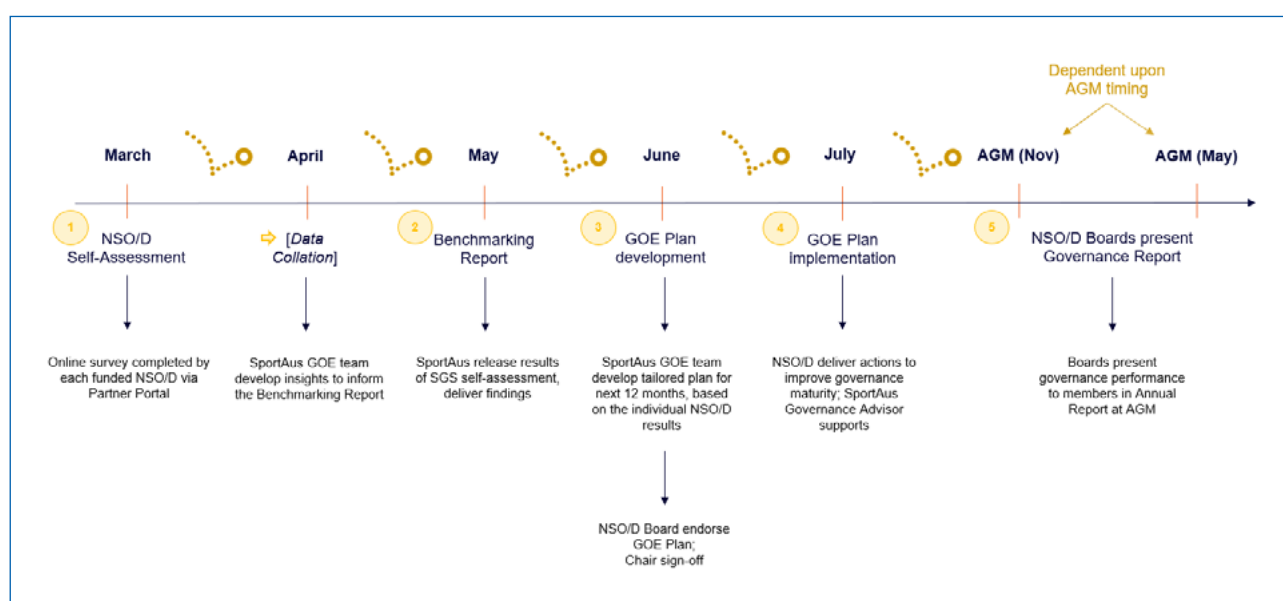 Dependent upon
AGM timing
March
April
May
June
July
AGM (Nov)
AGM (May)
1
NSO/D
Self-Assessment
[Data
Collation]
2
Benchmarking
Report
3
GOE Plan
development
4
GOE Plan
implementation
5
NSO/D Boards present
Governance Report
Online survey completed by
each funded NSO/D via
Partner Portal
SportAus GOE team
develop insights to inform
the Benchmarking Report
SportAus release results
of SGS self-assessment,
deliver findings
SportAus GOE team
develop tailored plan for
next 12 months, based
on the individual NSO/D
results
NSO/D deliver actions to
improve governance
maturity; SportAus
Governance Advisor
supports
Boards present
governance performance
to members in Annual
Report at AGM
NSO/D Board endorse
GOE Plan;
Chair sign-off